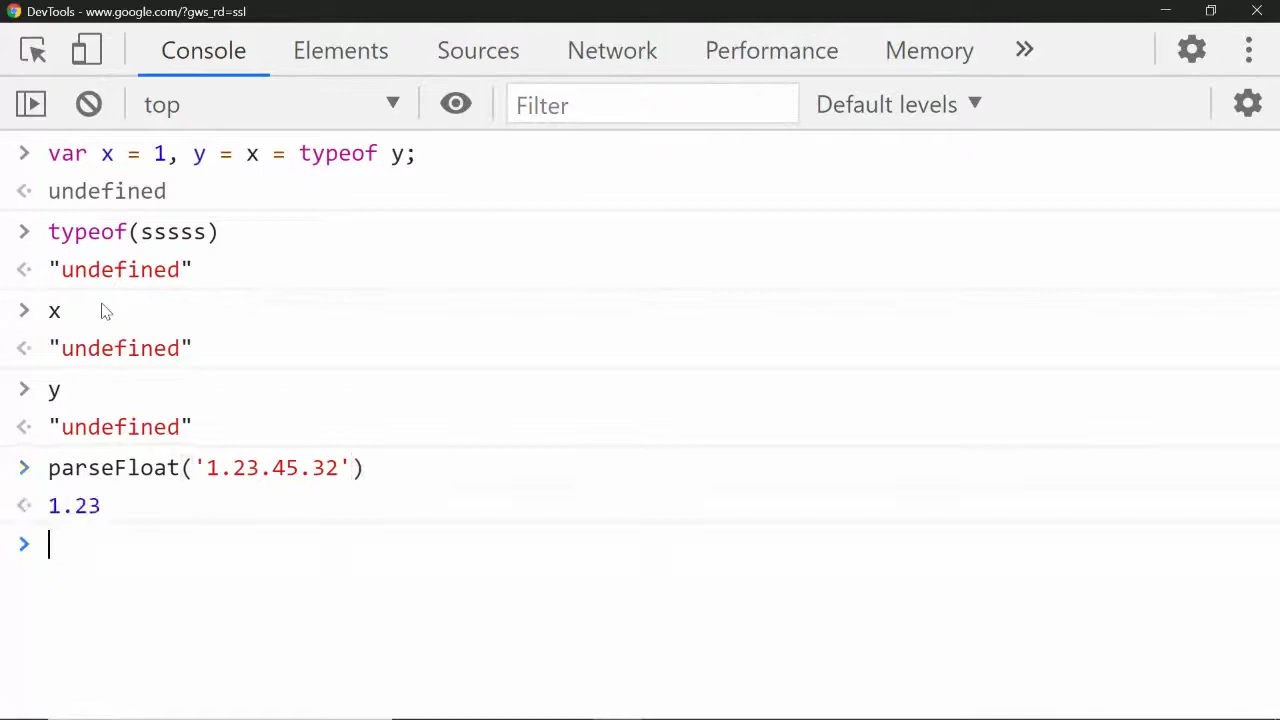 DevTools - www.google.com/?gws_rd=ssl
Console Elements Sources Network Performance Memory »
top Filter Default levels
> var x = 1, y = x = typeof y;
undefined
> typeof(sssss)
"undefined"
> x
"undefined"
> y
"undefined"
> parseFloat('1.23.45.32')
1.23
>